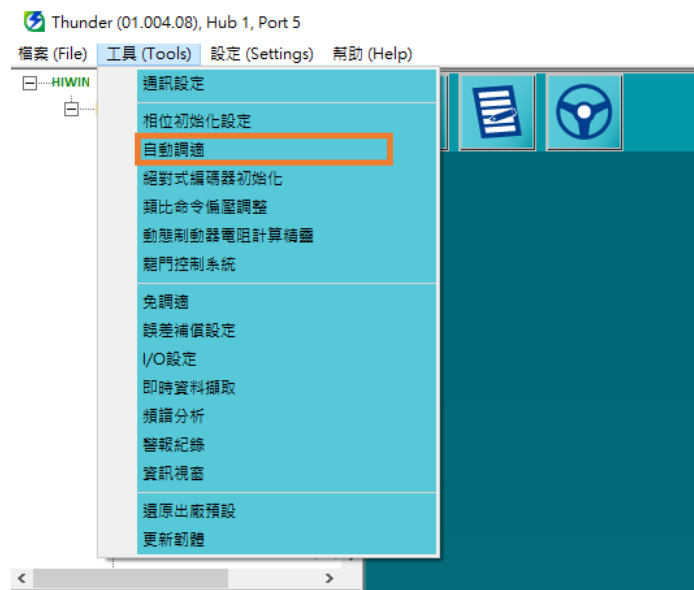 Thunder (01.004.08), Hub 1, Port 5
檔案 (File) 工具 (Tools) 設定 (Settings) 幫助 (Help)
HIWIN
通訊設定
相位初始化設定
自動調適
絕對式編碼器初始化
類比命令偏壓調整
動態制動器電阻計算精靈
龍門控制系統
免調適
誤差補償設定
I/O設定
即時資料擷取
頻譜分析
警報紀錄
資訊視窗
還原出廠預設
更新韌體